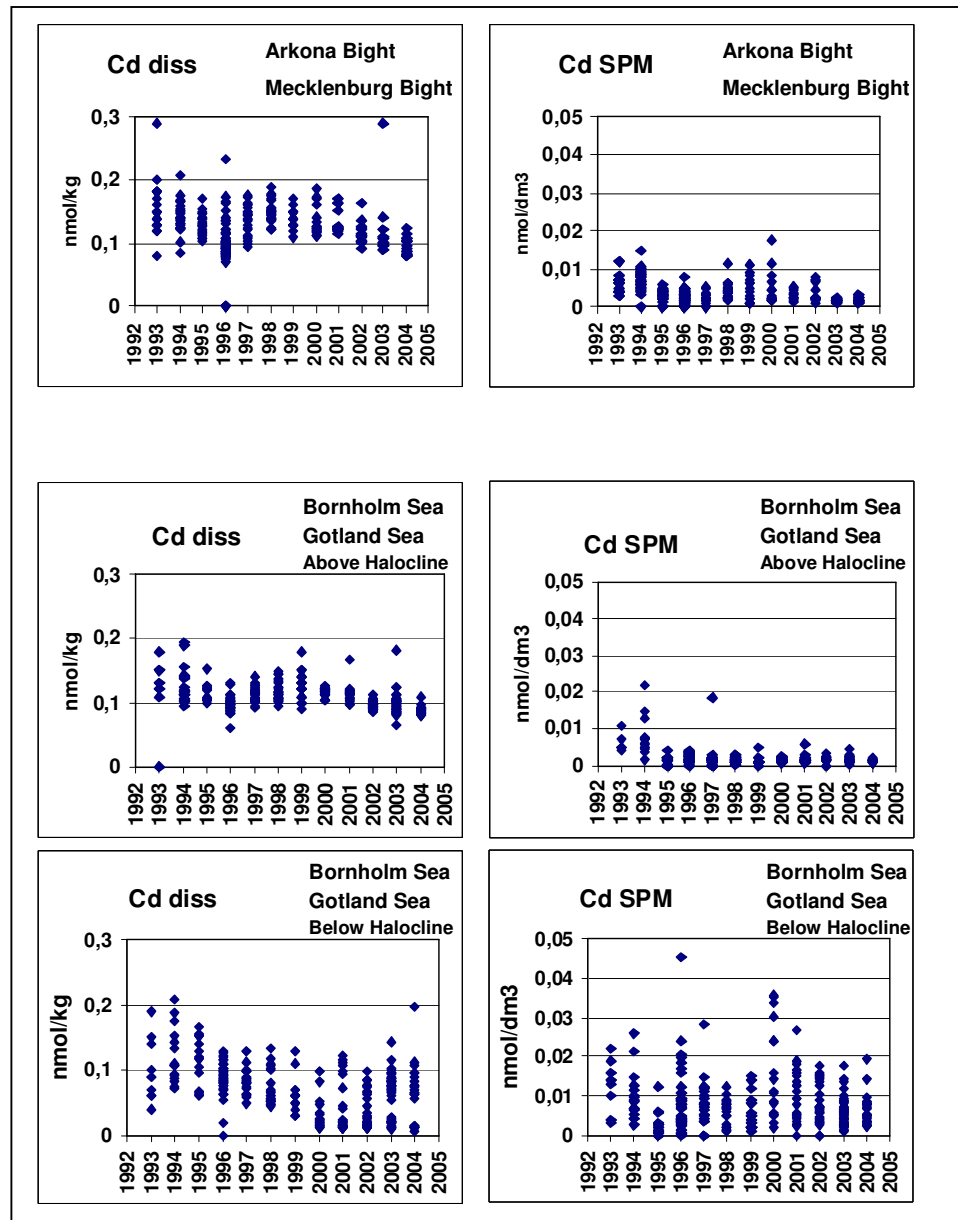 Cd diss
Arkona Bight
Mecklenburg Bight
0,3
0,2
0,1
0
nmol/kg
1992 1993 1994 1995 1996 1997 1998 1999 2000 2001 2002 2003 2004 2005
Cd SPM
Arkona Bight
Mecklenburg Bight
0,05
0,04
0,03
0,02
0,01
0
nmol/dm3
1992 1993 1994 1995 1996 1997 1998 1999 2000 2001 2002 2003 2004 2005
Cd diss
Bornholm Sea
Gotland Sea
Above Halocline
0,3
0,2
0,1
0
nmol/kg
1992 1993 1994 1995 1996 1997 1998 1999 2000 2001 2002 2003 2004 2005
Cd SPM
Bornholm Sea
Gotland Sea
Above Halocline
0,05
0,04
0,03
0,02
0,01
0
nmol/dm3
1992 1993 1994 1995 1996 1997 1998 1999 2000 2001 2002 2003 2004 2005
Cd diss
Bornholm Sea
Gotland Sea
Below Halocline
0,3
0,2
0,1
0
nmol/kg
1992 1993 1994 1995 1996 1997 1998 1999 2000 2001 2002 2003 2004 2005
Cd SPM
Bornholm Sea
Gotland Sea
Below Halocline
0,05
0,04
0,03
0,02
0,01
0
nmol/dm3
1992 1993 1994 1995 1996 1997 1998 1999 2000 2001 2002 2003 2004 2005